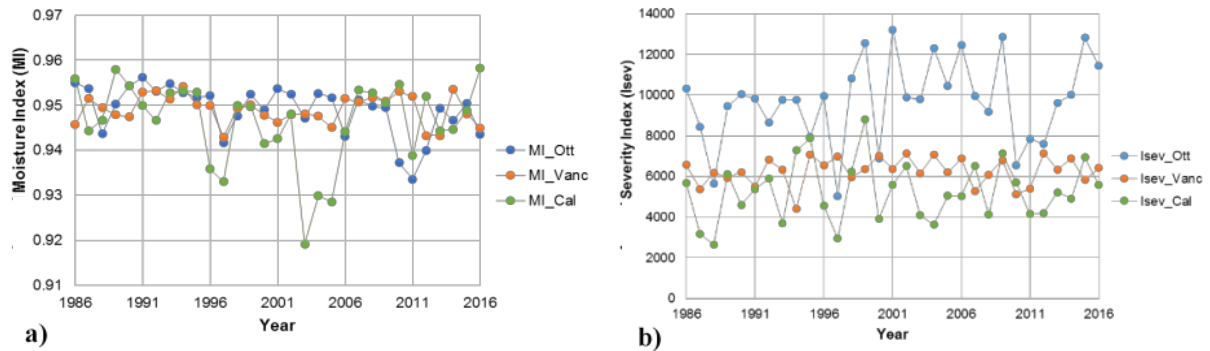 0.97
0.96
0.95
0.94
0.93
0.92
0.91
Moisture Index (MI)
1986 1991 1996 2001 2006 2011 2016
Year
MI_Ott
MI_Vanc
MI_Cal
a)
14000
12000
10000
8000
6000
4000
2000
0
Severity Index (Isev)
1986 1991 1996 2001 2006 2011 2016
Year
Isev_Ott
Isev_Vanc
Isev_Cal
b)